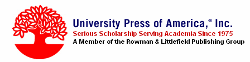 University Press of America,® Inc.
Serious Scholarship Serving Academia Since 1975
A Member of the Rowman & Littlefield Publishing Group